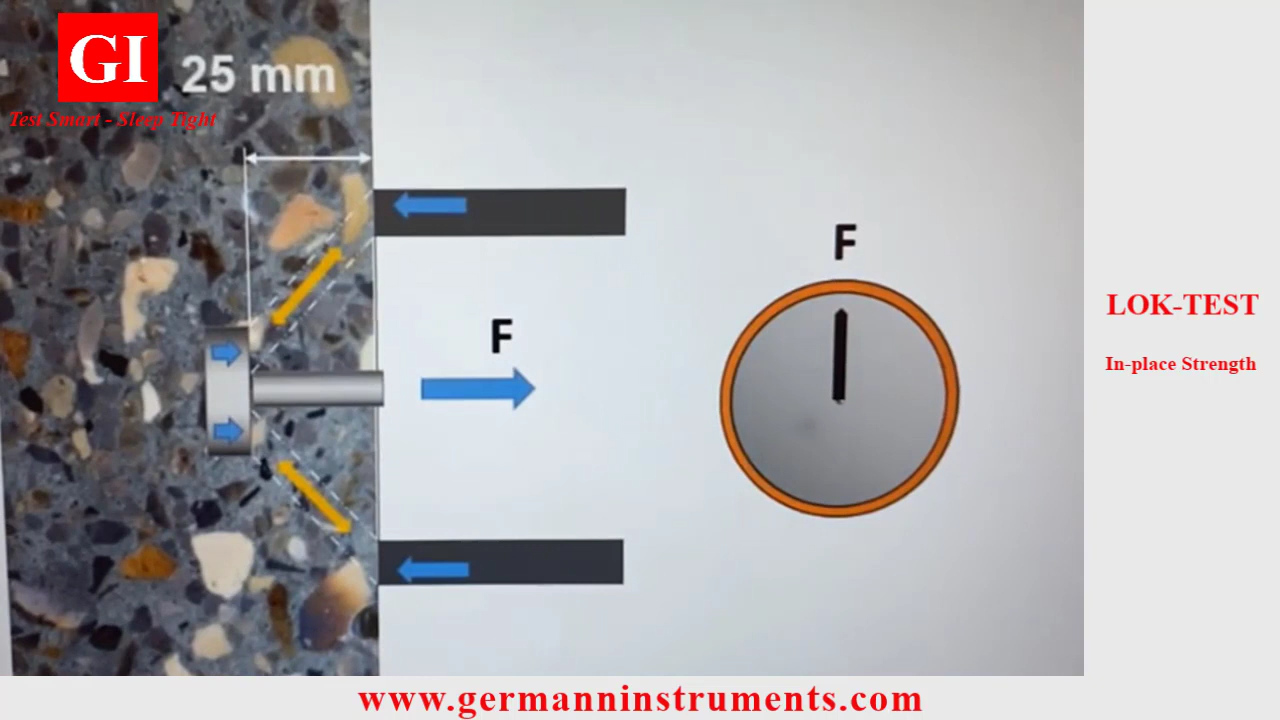 GI
25 mm
Test Smart - Sleep Tight
F
F
LOK-TEST
In-place Strength
www.germanninstruments.com